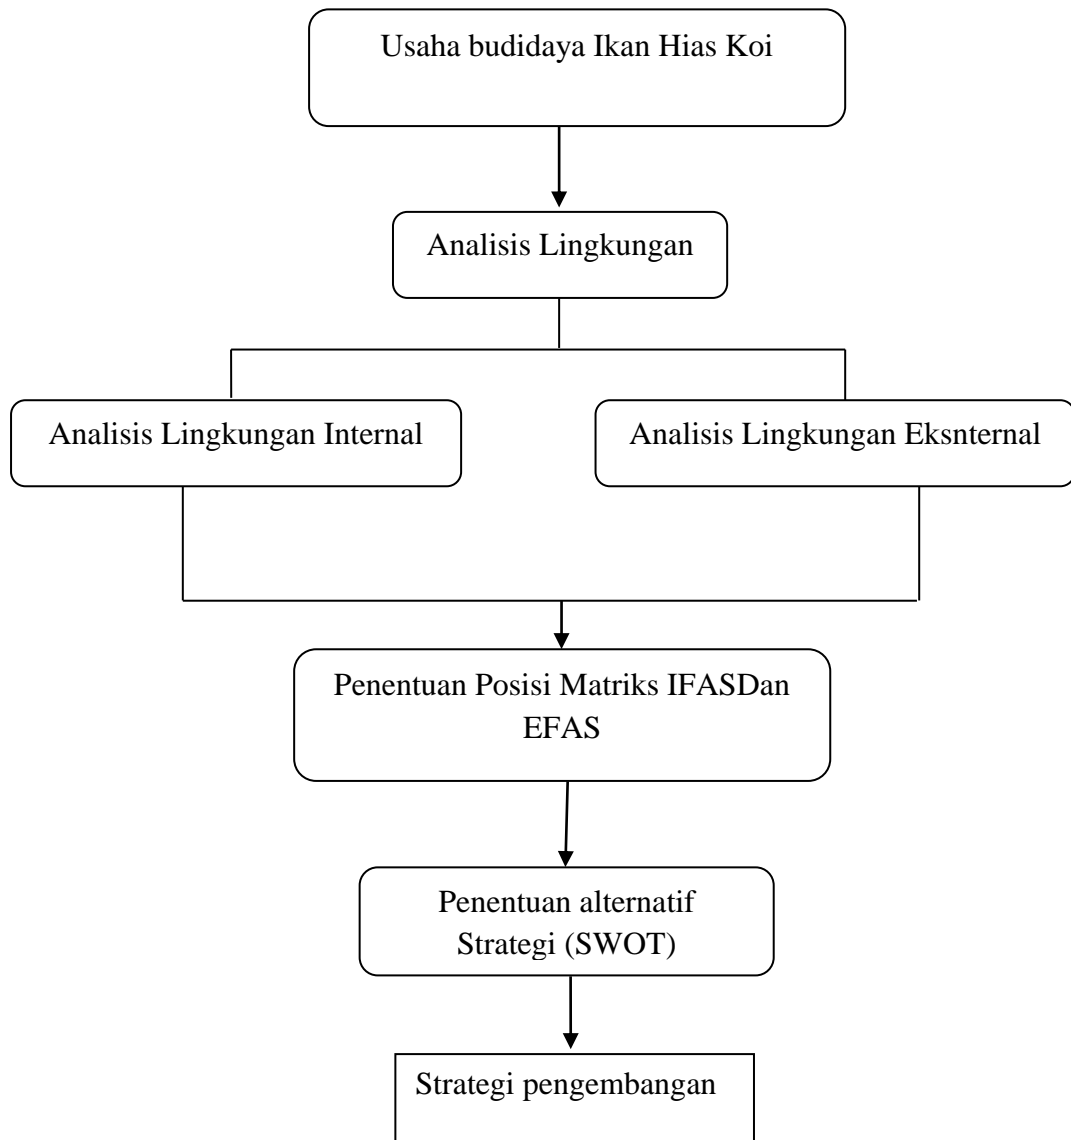 Usaha budidaya Ikan Hias Koi
Analisis Lingkungan
Analisis Lingkungan Internal
Analisis Lingkungan Eksnternal
Penentuan Posisi Matriks IFASDan
EFAS
Penentuan alternatif
Strategi (SWOT)
Strategi pengembangan